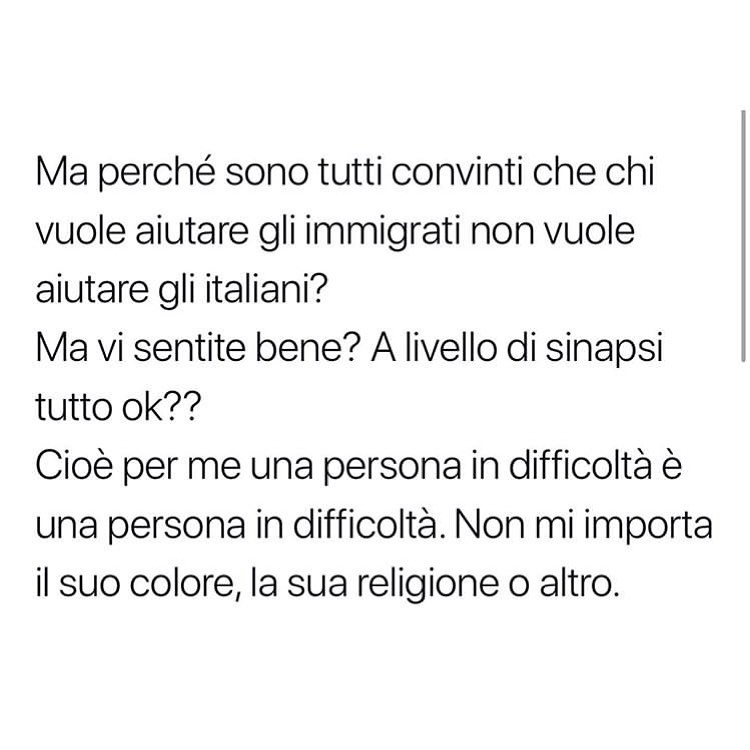 Ma perché sono tutti convinti che chi
vuole aiutare gli immigrati non vuole
aiutare gli italiani?
Ma vi sentite bene? A livello di sinapsi
tutto ok??
Cioè per me una persona in difficoltà è
una persona in difficoltà. Non mi importa
il suo colore, la sua religione o altro.